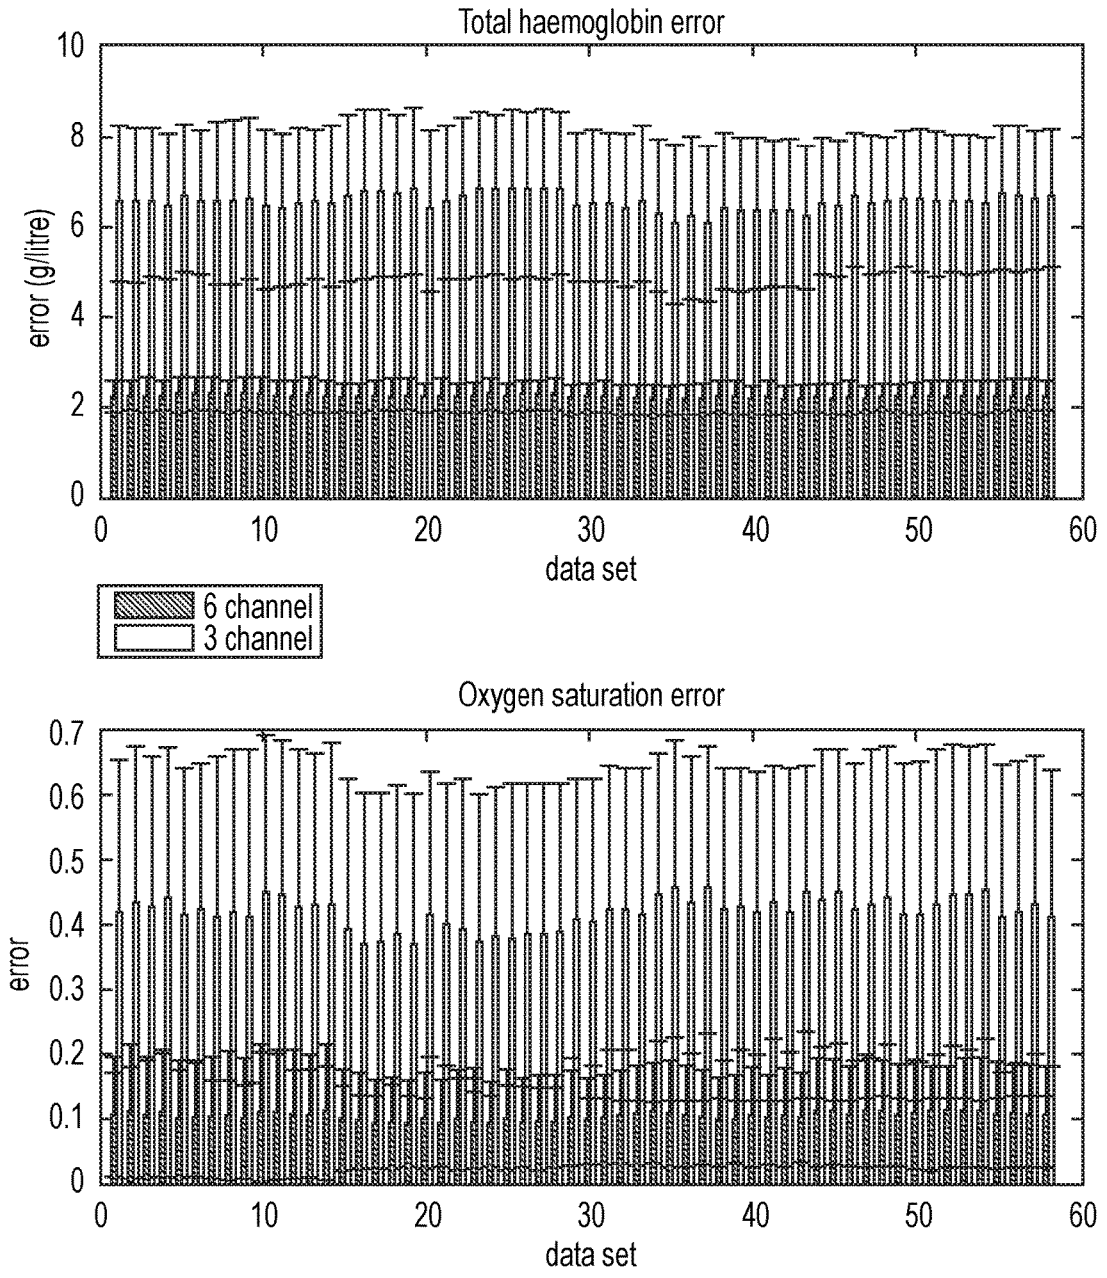 Total haemoglobin error
10
8
6
4
2
0
error (g/litre)
0 10 20 30 40 50 60
data set
6 channel
3 channel
Oxygen saturation error
0.7
0.6
0.5
0.4
0.3
0.2
0.1
0
error
0 10 20 30 40 50 60
data set